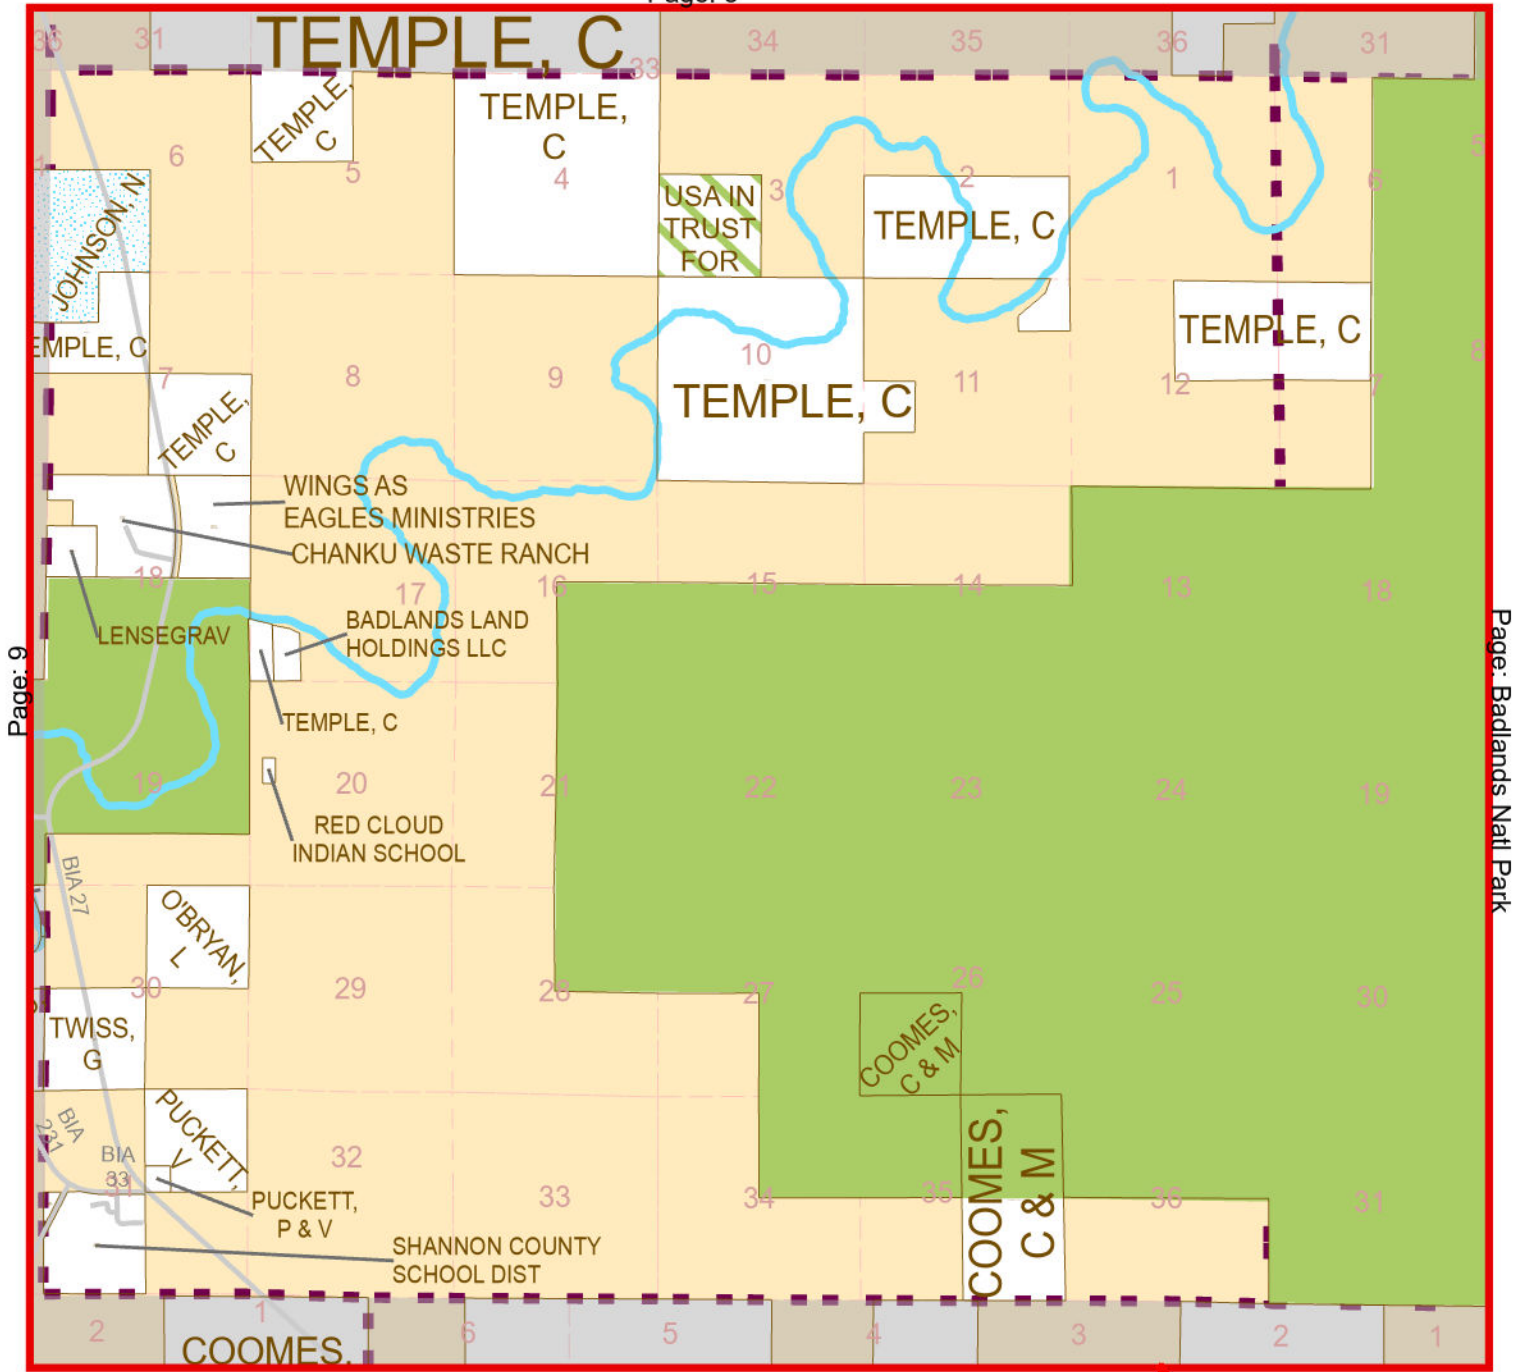 36
31
TEMPLE, C
33
34
35
36
31
TEMPLE,
C
TEMPLE,
C
6
5
4
USA IN
TRUST
FOR
3
2
TEMPLE, C
1
6
5
JOHNSON, N
EMPLE, C
7
TEMPLE,
C
8
9
10
TEMPLE, C
11
12
TEMPLE, C
7
8
WINGS AS
EAGLES MINISTRIES
CHANKU WASTE RANCH
LENSEGRAV
18
17
16
15
14
13
18
BADLANDS LAND
HOLDINGS LLC
TEMPLE, C
Page: 9
Page: Badlands Natl Park
19
20
21
22
23
24
19
RED CLOUD
INDIAN SCHOOL
BIA 27
O'BRYAN,
L
30
29
28
27
26
25
30
TWISS,
G
COOMES,
C & M
PUCKETT,
V
BIA
231
BIA
33
31
32
33
34
35
36
31
COOMES,
C & M
PUCKETT,
P & V
SHANNON COUNTY
SCHOOL DIST
2
1
6
5
4
3
2
1
COOMES,